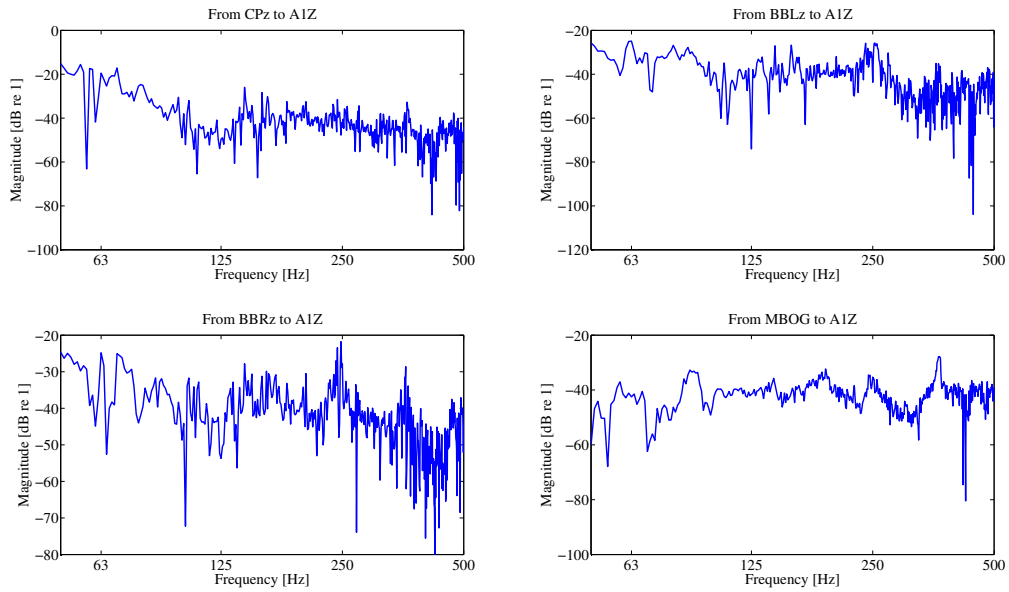 From CPz to A1Z
0
−20
−40
−60
−80
−100
Magnitude [dB re 1]
63 125 250 500
Frequency [Hz]
From BBLz to A1Z
−20
−40
−60
−80
−100
−120
Magnitude [dB re 1]
63 125 250 500
Frequency [Hz]
From BBRz to A1Z
−20
−30
−40
−50
−60
−70
−80
Magnitude [dB re 1]
63 125 250 500
Frequency [Hz]
From MBOG to A1Z
−20
−40
−60
−80
−100
Magnitude [dB re 1]
63 125 250 500
Frequency [Hz]